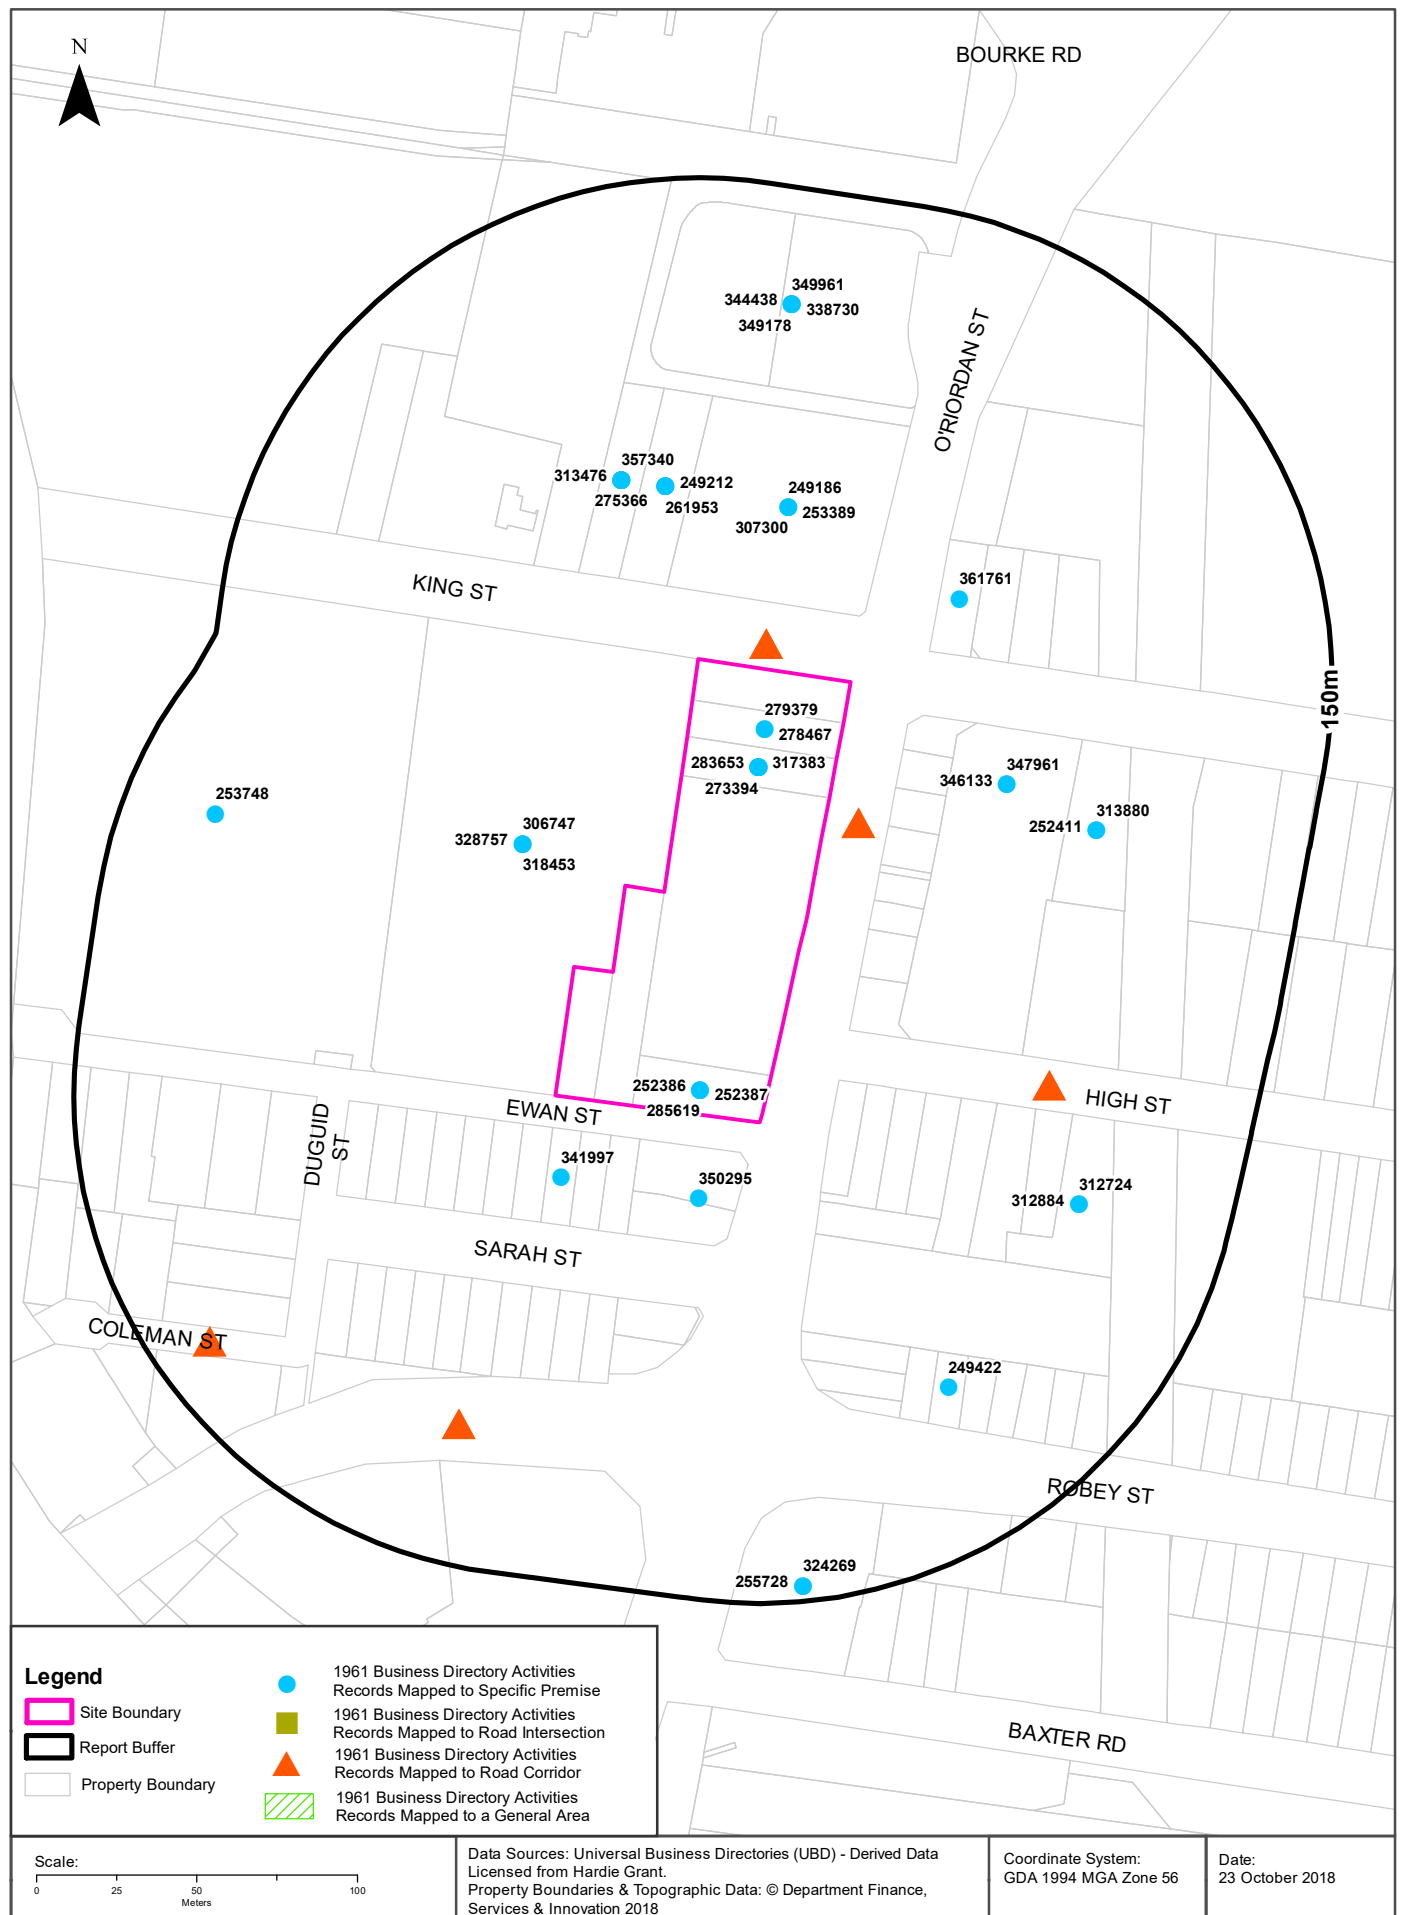 N
BOURKE RD
349961
344438
338730
349178
O'RIORDAN ST
357340
313476
249212
275366
261953
249186
253389
307300
361761
KING ST
150m
279379
278467
283653
317383
273394
347961
346133
313880
252411
253748
306747
328757
318453
252386
252387
285619
HIGH ST
EWAN ST
DUGUID
ST
341997
350295
312724
312884
SARAH ST
COLEMAN ST
249422
ROBEY ST
324269
255728
BAXTER RD
Legend
Site Boundary
Report Buffer
Property Boundary
1961 Business Directory Activities
Records Mapped to Specific Premise
1961 Business Directory Activities
Records Mapped to Road Intersection
1961 Business Directory Activities
Records Mapped to Road Corridor
1961 Business Directory Activities
Records Mapped to a General Area
Scale:
0 25 50 100
Meters
Data Sources: Universal Business Directories (UBD) - Derived Data
Licensed from Hardie Grant.
Property Boundaries & Topographic Data: © Department Finance,
Services & Innovation 2018
Coordinate System:
GDA 1994 MGA Zone 56
Date:
23 October 2018